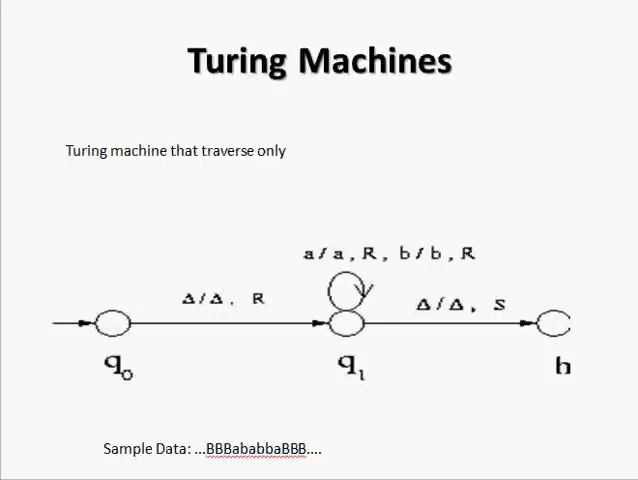 Turing Machines
Turing machine that traverse only
a/a, R, b/b, R
Δ/Δ, R
Δ/Δ, S
q0
q1
h
Sample Data: ...BBBababbaBBB....